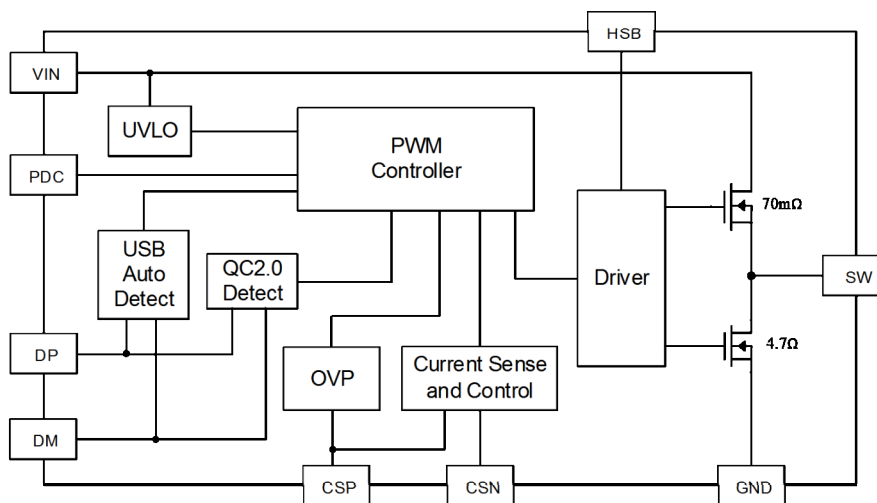 HSB
VIN
UVLO
PWM
Controller
PDC
70mΩ
USB
Auto
Detect
QC2.0
Detect
Driver
SW
DP
4.7Ω
OVP
Current Sense
and Control
DM
CSP
CSN
GND